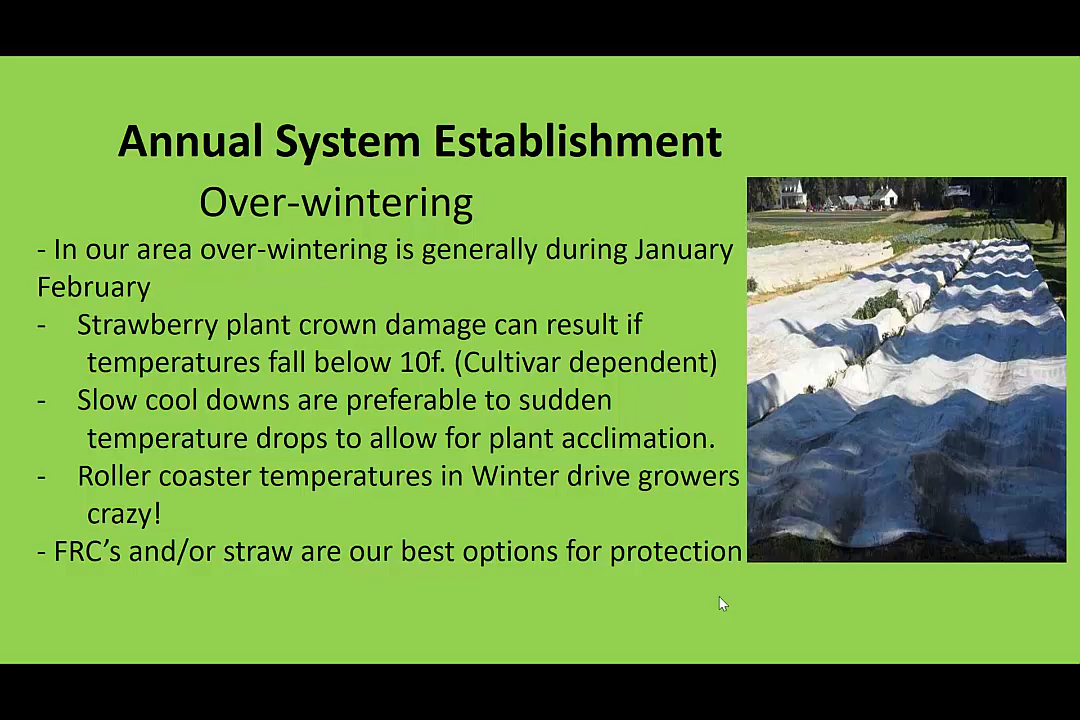 Annual System Establishment
Over-wintering
- In our area over-wintering is generally during January
February
- Strawberry plant crown damage can result if
temperatures fall below 10f. (Cultivar dependent)
- Slow cool downs are preferable to sudden
temperature drops to allow for plant acclimation.
- Roller coaster temperatures in Winter drive growers
crazy!
- FRC’s and/or straw are our best options for protection